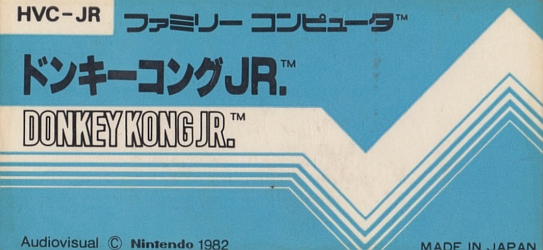 HVC-JR ファミリー コンピュータ™
ドンキーコングJR.™
DONKEY KONG JR.™
Audiovisual © Nintendo 1982 MADE IN JAPAN